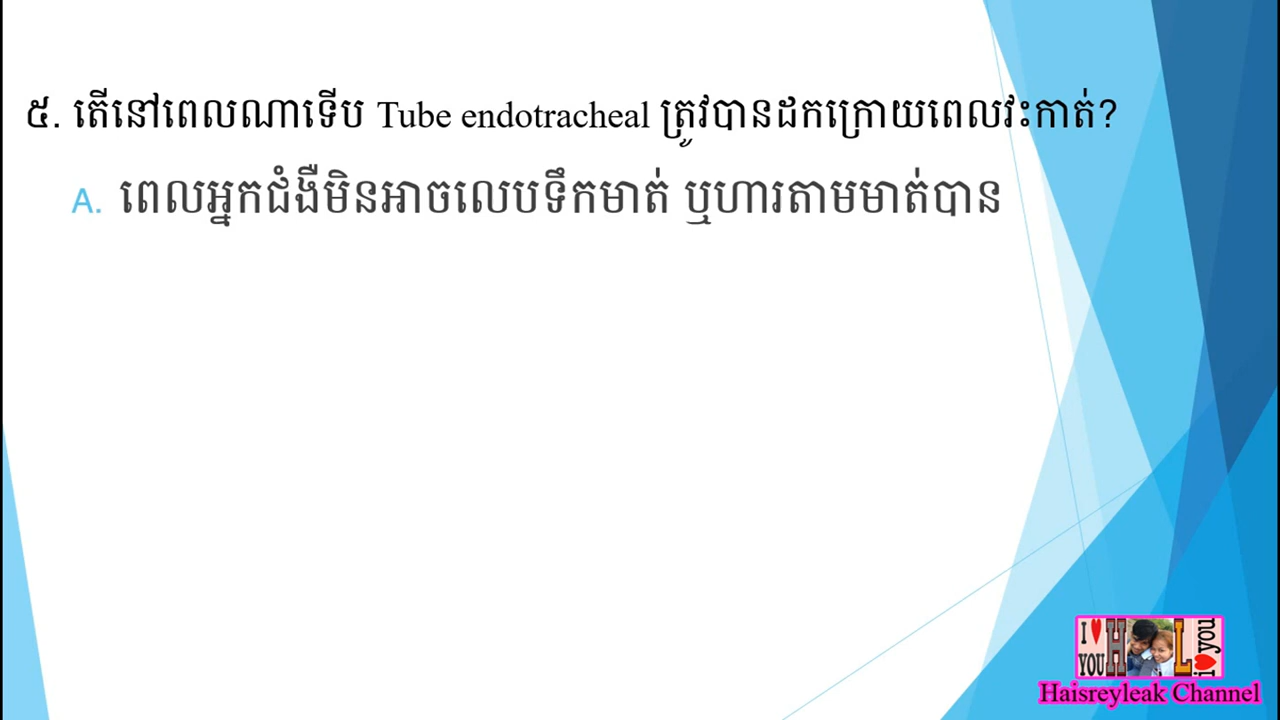 ៥. តើនៅពេលណាទើប Tube endotracheal ត្រូវបានដកក្រោយពេលវះកាត់?
A. ពេលអ្នកជំងឺមិនអាចលេបទឹកមាត់ ឬហារតាមមាត់បាន
I ♥ YOU H L i ♥ you
Haisreyleak Channel